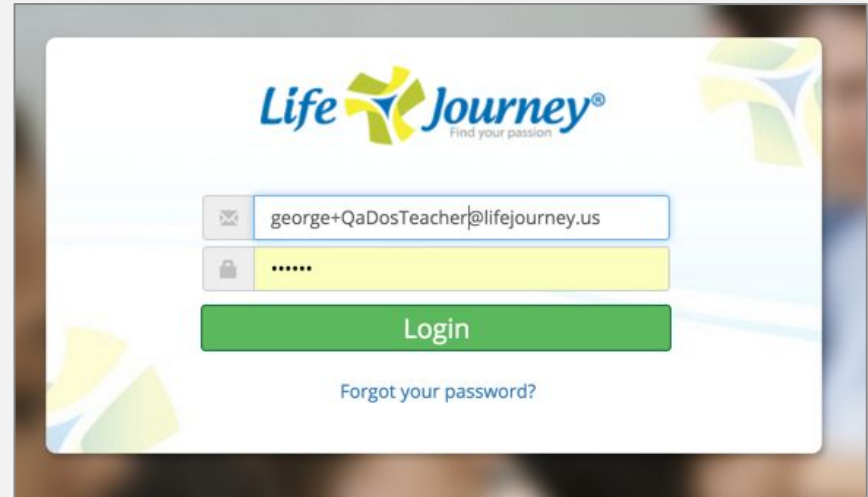 Life Journey®
Find your passion
george+QaDosTeacher@lifejourney.us
••••••
Login
Forgot your password?